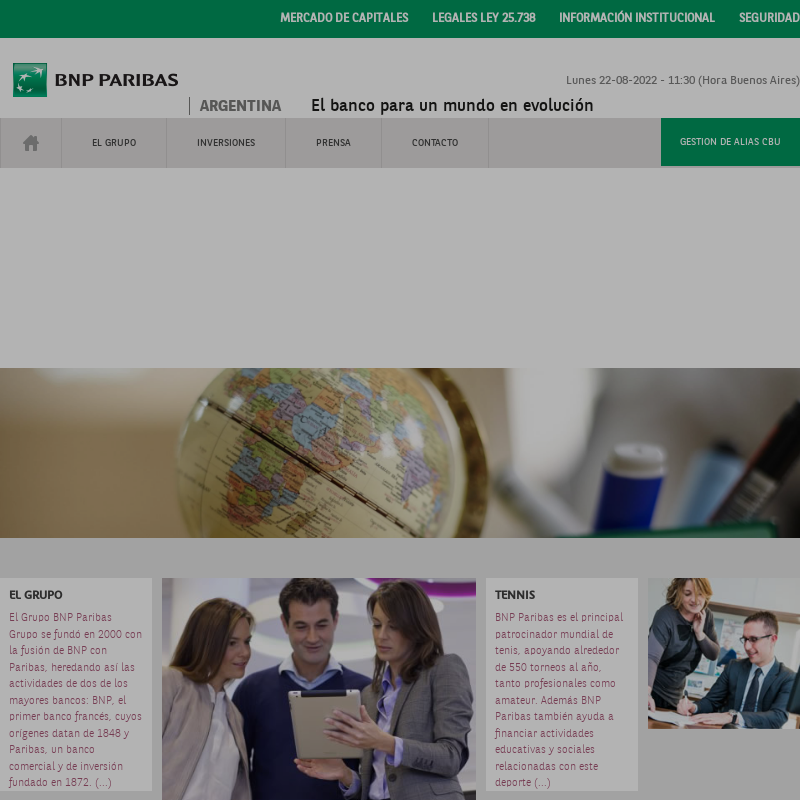 MERCADO DE CAPITALES LEGALES LEY 25.738 INFORMACIÓN INSTITUCIONAL SEGURIDAD
BNP PARIBAS
Lunes 22-08-2022 - 11:30 (Hora Buenos Aires)
ARGENTINA El banco para un mundo en evolución
EL GRUPO INVERSIONES PRENSA CONTACTO GESTION DE ALIAS CBU
EL GRUPO
El Grupo BNP Paribas
Grupo se fundó en 2000 con
la fusión de BNP con
Paribas, heredando así las
actividades de dos de los
mayores bancos: BNP, el
primer banco francés, cuyos
orígenes datan de 1848 y
Paribas, un banco
comercial y de inversión
fundado en 1872. (...)
TENNIS
BNP Paribas es el principal
patrocinador mundial de
tenis, apoyando alrededor
de 550 torneos al año,
tanto profesionales como
amateur. Además BNP
Paribas también ayuda a
financiar actividades
educativas y sociales
relacionadas con este
deporte (...)